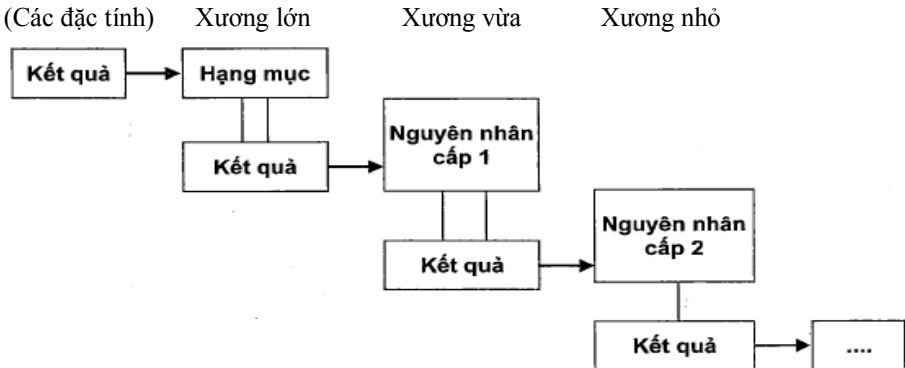 (Các đặc tính) Xương lớn Xương vừa Xương nhỏ
Kết quả Hạng mục
Nguyên nhân
cấp 1
Kết quả
Nguyên nhân
cấp 2
Kết quả
Kết quả ....